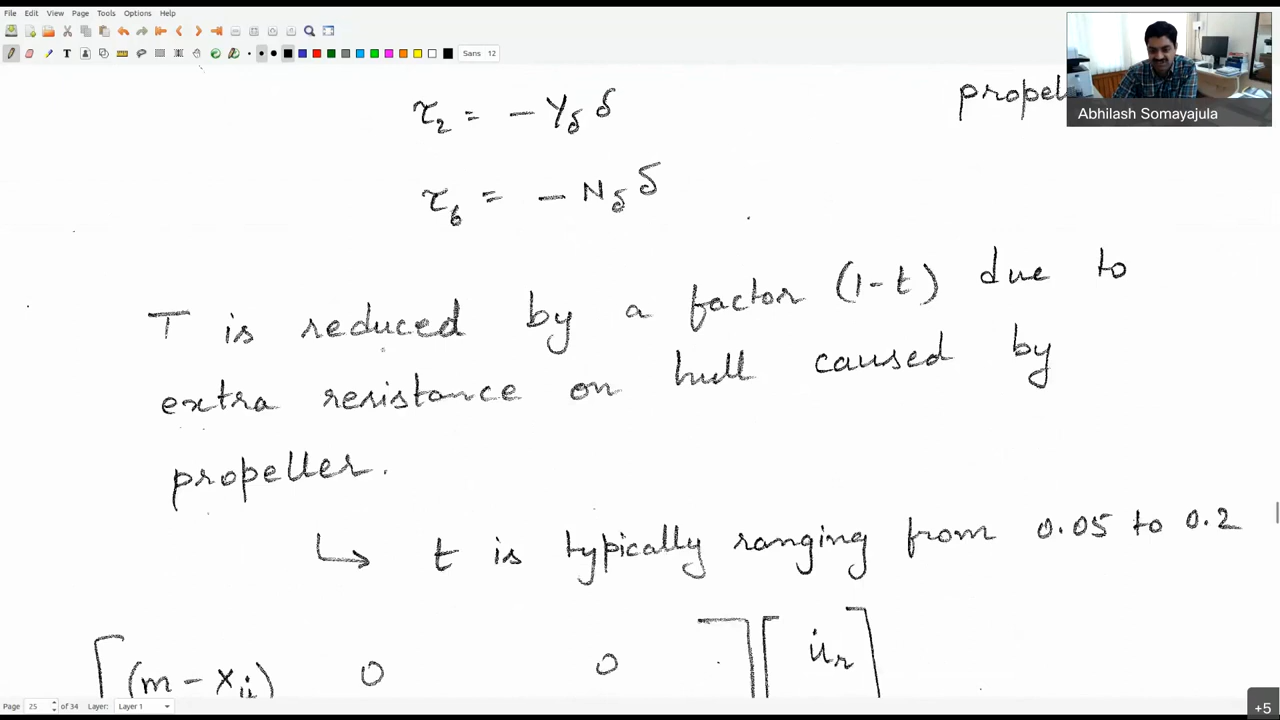 File Edit View Page Tools Options Help
T Sans 12
Abhilash Somayajula
τ₂ = - Y_δ δ
τ₆ = - N_δ δ
T is reduced by a factor (1-t) due to
extra resistance on hull caused by
propeller.
↳ t is typically ranging from 0.05 to 0.2
(m - X_u̇) 0 0 u̇_r
Page 25 of 34 Layer: Layer 1
+5